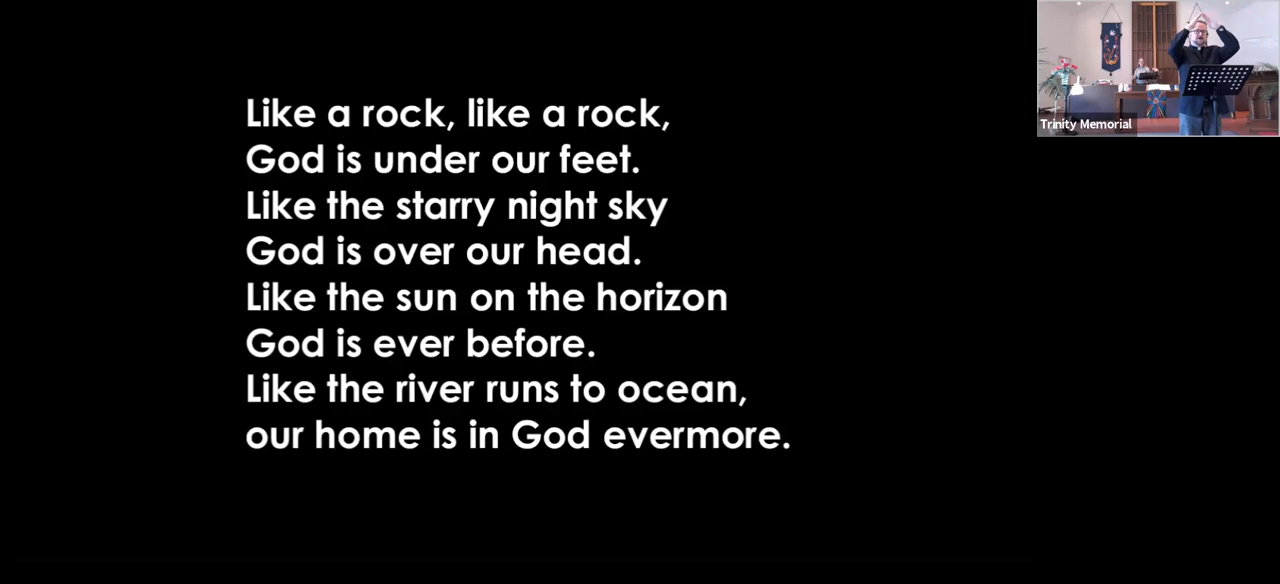 Like a rock, like a rock,
God is under our feet.
Like the starry night sky
God is over our head.
Like the sun on the horizon
God is ever before.
Like the river runs to ocean,
our home is in God evermore.
Trinity Memorial